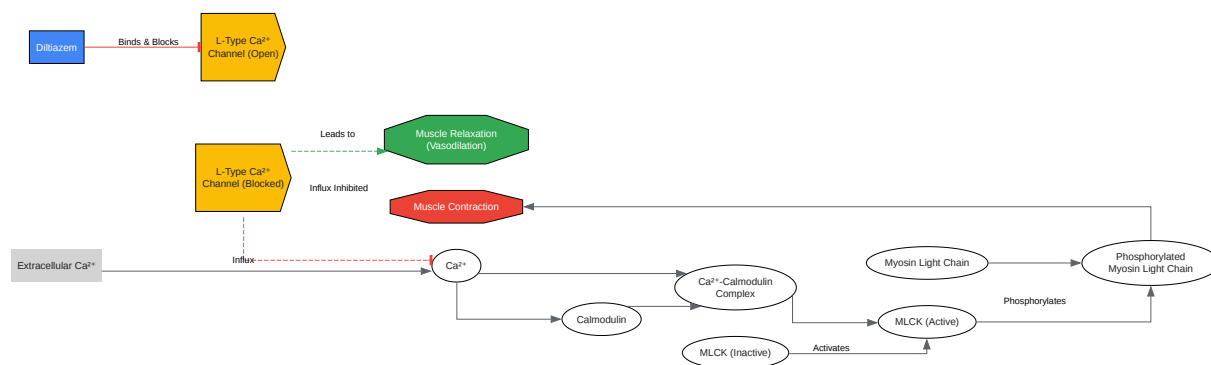 Diltiazem
Binds & Blocks
L-Type Ca²⁺
Channel (Open)
Leads to
Muscle Relaxation
(Vasodilation)
L-Type Ca²⁺
Channel (Blocked)
Influx Inhibited
Muscle Contraction
Extracellular Ca²⁺
Influx
Ca²⁺
Calmodulin
Ca²⁺-Calmodulin
Complex
MLCK (Inactive)
Activates
MLCK (Active)
Myosin Light Chain
Phosphorylates
Phosphorylated
Myosin Light Chain